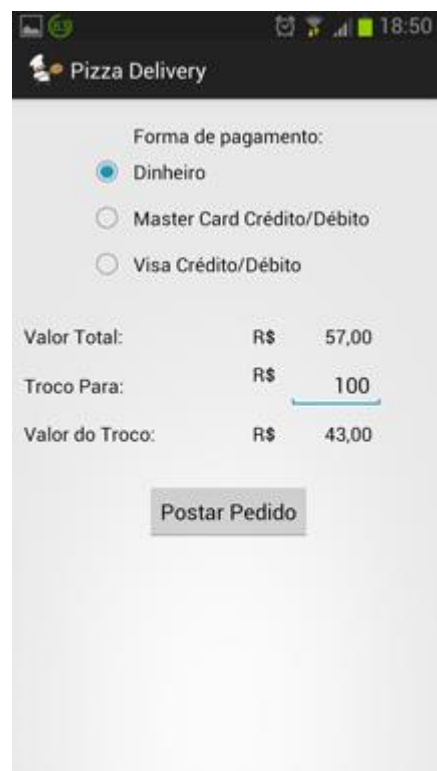 18:50
Pizza Delivery
Forma de pagamento:
Dinheiro
Master Card Crédito/Débito
Visa Crédito/Débito
Valor Total: R$ 57,00
Troco Para: R$ 100
Valor do Troco: R$ 43,00
Postar Pedido